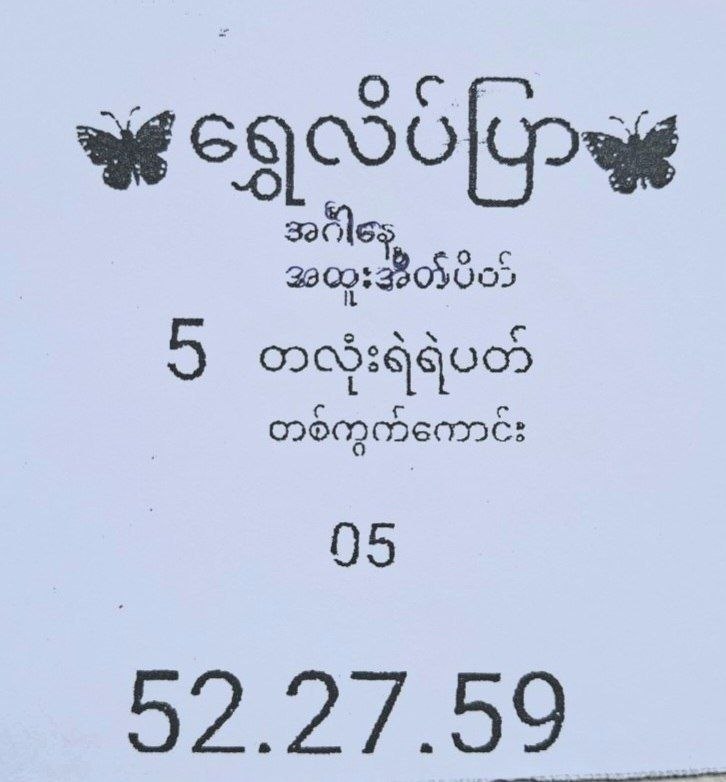 ရွှေလိပ်ပြာ
အင်္ဂါနေ့
အထူးအိတ်ပိတ်
5 တလုံးရဲရဲပတ်
တစ်ကွက်ကောင်း
05
52.27.59